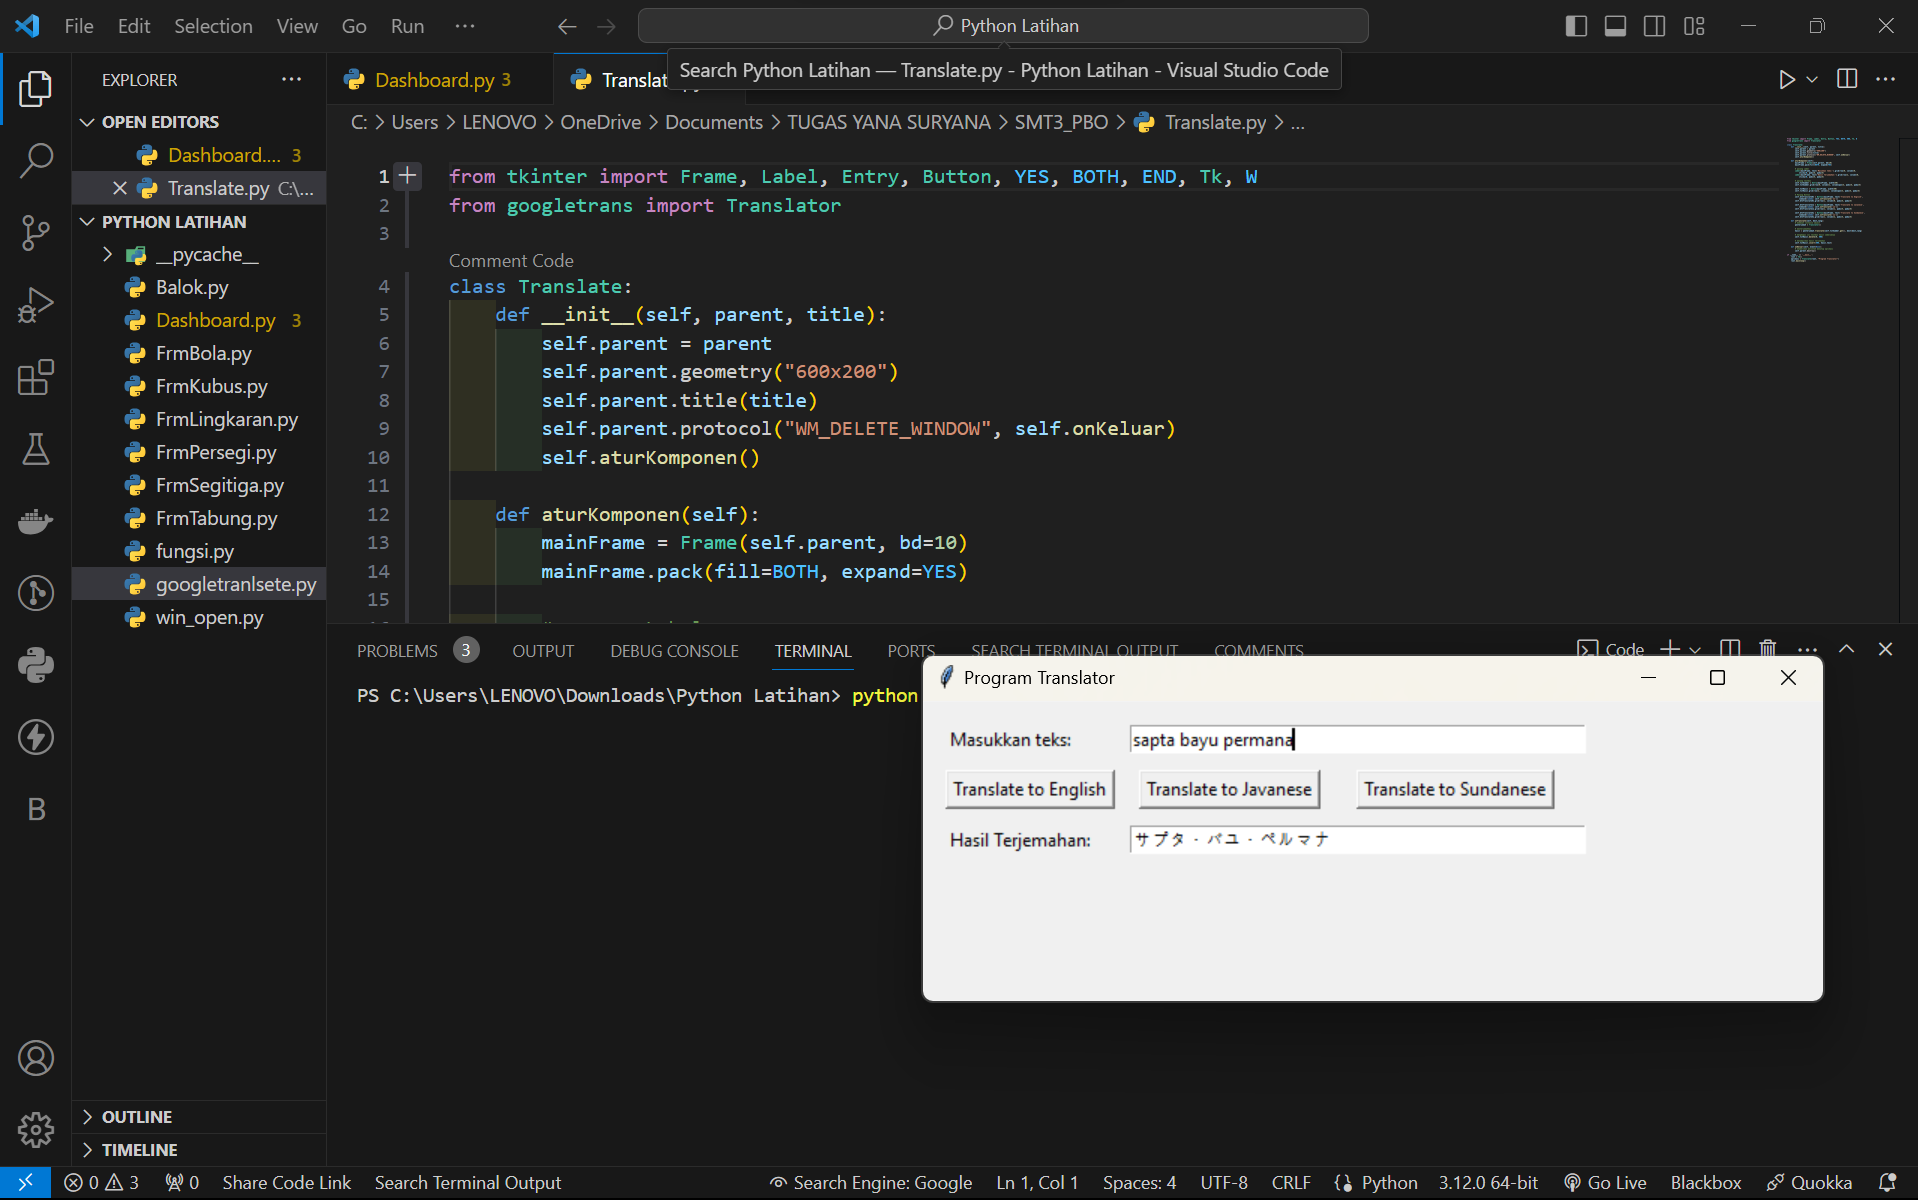 File Edit Selection View Go Run ··· Python Latihan
Search Python Latihan — Translate.py - Python Latihan - Visual Studio Code
EXPLORER
Dashboard.py 3
OPEN EDITORS
Dashboard.... 3
Translate.py C:\...
PYTHON LATIHAN
__pycache__
Balok.py
Dashboard.py 3
FrmBola.py
FrmKubus.py
FrmLingkaran.py
FrmPersegi.py
FrmSegitiga.py
FrmTabung.py
fungsi.py
googletranlsete.py
win_open.py
OUTLINE
TIMELINE
C: > Users > LENOVO > OneDrive > Documents > TUGAS YANA SURYANA > SMT3_PBO > Translate.py > ...
1 from tkinter import Frame, Label, Entry, Button, YES, BOTH, END, Tk, W
2 from googletrans import Translator
3
Comment Code
4 class Translate:
5 def __init__(self, parent, title):
6 self.parent = parent
7 self.parent.geometry("600x200")
8 self.parent.title(title)
9 self.parent.protocol("WM_DELETE_WINDOW", self.onKeluar)
10 self.aturKomponen()
11
12 def aturKomponen(self):
13 mainFrame = Frame(self.parent, bd=10)
14 mainFrame.pack(fill=BOTH, expand=YES)
15
PROBLEMS 3 OUTPUT DEBUG CONSOLE TERMINAL PORTS SEARCH TERMINAL OUTPUT COMMENTS Code
PS C:\Users\LENOVO\Downloads\Python Latihan> python
Program Translator
Masukkan teks: sapta bayu permana
Translate to English Translate to Javanese Translate to Sundanese
Hasil Terjemahan: サプタ・バユ・ペルマナ
B
0 3 0 Share Code Link Search Terminal Output Search Engine: Google Ln 1, Col 1 Spaces: 4 UTF-8 CRLF Python 3.12.0 64-bit Go Live Blackbox Quokka